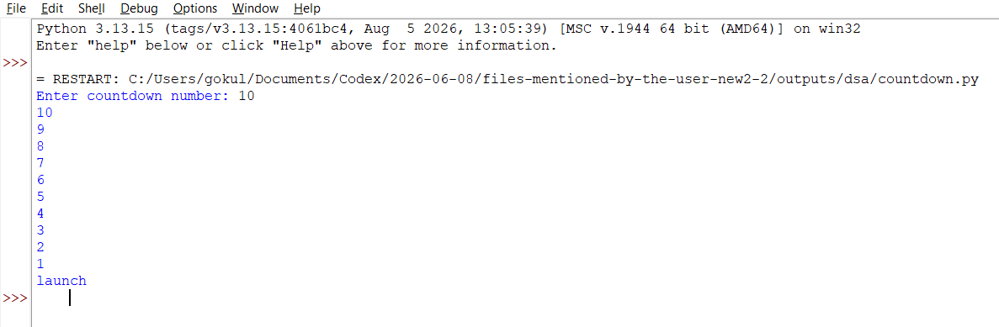 File Edit Shell Debug Options Window Help
Python 3.13.15 (tags/v3.13.15:4061bc4, Aug  5 2026, 13:05:39) [MSC v.1944 64 bit (AMD64)] on win32
Enter "help" below or click "Help" above for more information.
>>>
= RESTART: C:/Users/gokul/Documents/Codex/2026-06-08/files-mentioned-by-the-user-new2-2/outputs/dsa/countdown.py
Enter countdown number: 10
10
9
8
7
6
5
4
3
2
1
launch
>>>